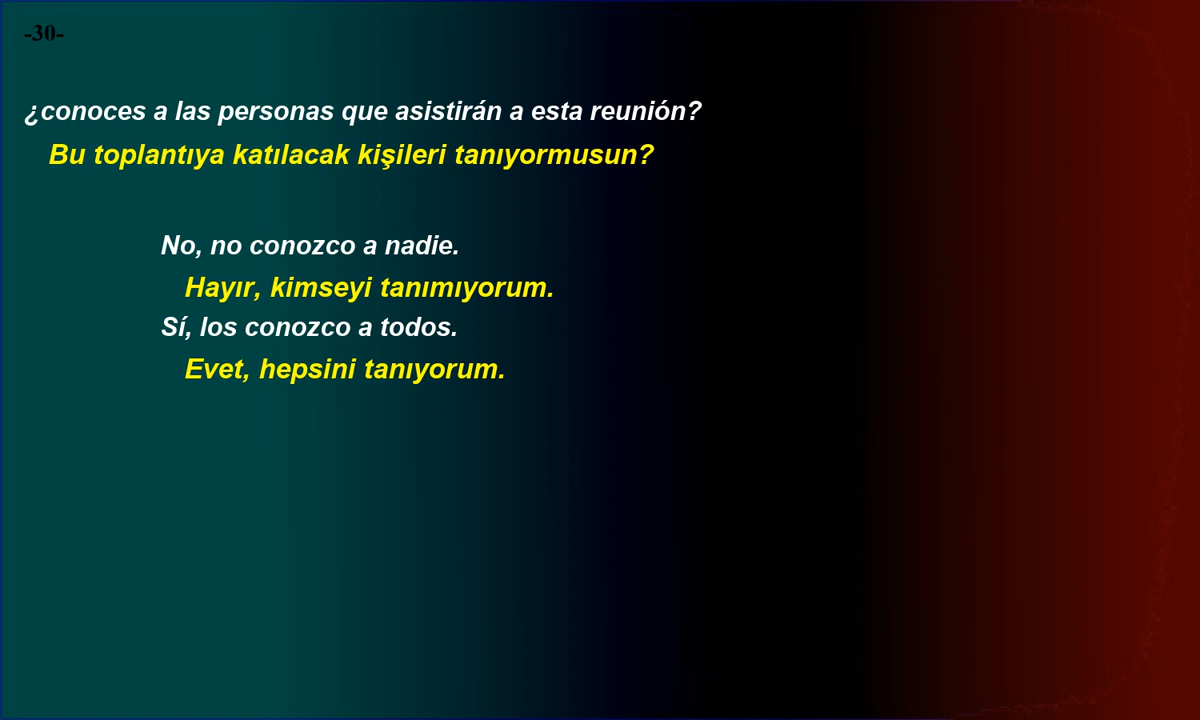 -30-
¿conoces a las personas que asistirán a esta reunión?
Bu toplantıya katılacak kişileri tanıyormusun?
No, no conozco a nadie.
Hayır, kimseyi tanımıyorum.
Sí, los conozco a todos.
Evet, hepsini tanıyorum.